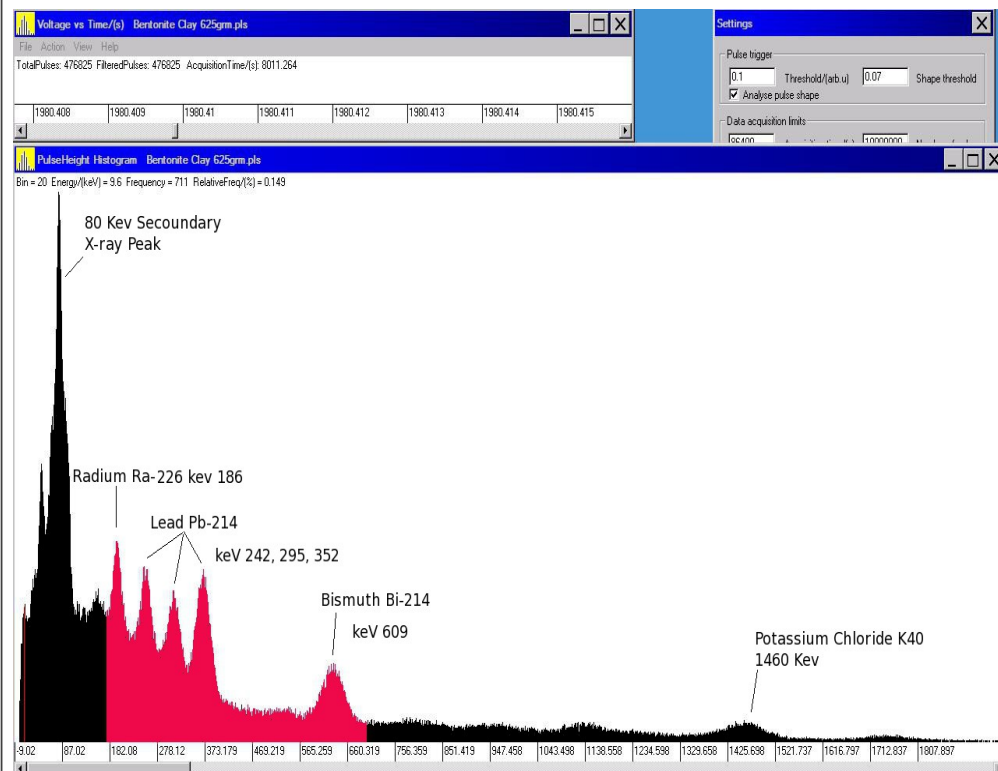 Voltage vs Time/(s) Bentonite Clay 625grm.pls
File Action View Help
TotalPulses: 476825 FilteredPulses: 476825 AcquisitionTime/(s): 8011.264
1980.408 1980.409 1980.41 1980.411 1980.412 1980.413 1980.414 1980.415
Settings
Pulse trigger
0.1 Threshold/(arb.u) 0.07 Shape threshold
Analyse pulse shape
Data acquisition limits
PulseHeight Histogram Bentonite Clay 625grm.pls
Bin = 20 Energy/(keV) = 9.6 Frequency = 711 RelativeFreq/(%) = 0.149
80 Kev Secoundary
X-ray Peak
Radium Ra-226 kev 186
Lead Pb-214
keV 242, 295, 352
Bismuth Bi-214
keV 609
Potassium Chloride K40
1460 Kev
-9.02 87.02 182.08 278.12 373.179 469.219 565.259 660.319 756.359 851.419 947.458 1043.498 1138.558 1234.598 1329.658 1425.698 1521.737 1616.797 1712.837 1807.897